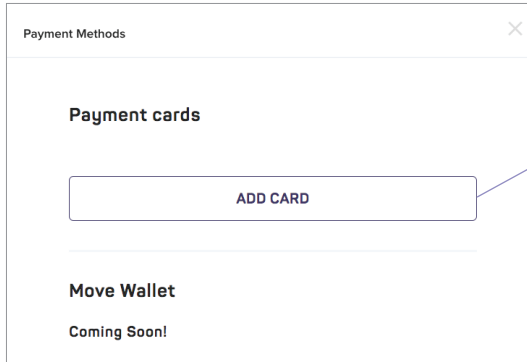 Payment Methods
Payment cards
ADD CARD
Move Wallet
Coming Soon!